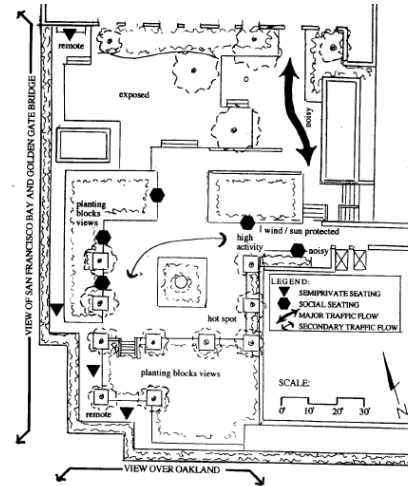 remote
exposed
noisy
VIEW OF SAN FRANCISCO BAY AND GOLDEN GATE BRIDGE
planting
blocks
views
wind / sun protected
high
activity
noisy
hot spot
LEGEND:
SEMIPRIVATE SEATING
SOCIAL SEATING
MAJOR TRAFFIC FLOW
SECONDARY TRAFFIC FLOW
planting blocks views
remote
SCALE:
0' 10' 20' 30'
N
VIEW OVER OAKLAND